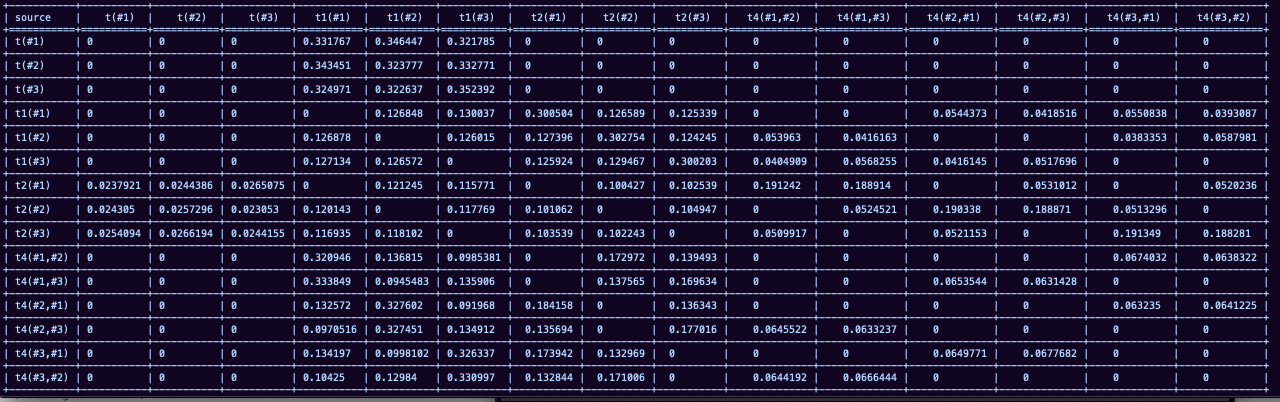 | source | t(#1) | t(#2) | t(#3) | t1(#1) | t1(#2) | t1(#3) | t2(#1) | t2(#2) | t2(#3) | t4(#1,#2) | t4(#1,#3) | t4(#2,#1) | t4(#2,#3) | t4(#3,#1) | t4(#3,#2) |
| t(#1) | 0 | 0 | 0 | 0.331767 | 0.346447 | 0.321785 | 0 | 0 | 0 | 0 | 0 | 0 | 0 | 0 | 0 |
| t(#2) | 0 | 0 | 0 | 0.343451 | 0.323777 | 0.332771 | 0 | 0 | 0 | 0 | 0 | 0 | 0 | 0 | 0 |
| t(#3) | 0 | 0 | 0 | 0.324971 | 0.322637 | 0.352392 | 0 | 0 | 0 | 0 | 0 | 0 | 0 | 0 | 0 |
| t1(#1) | 0 | 0 | 0 | 0 | 0.126848 | 0.130037 | 0.300504 | 0.126589 | 0.125339 | 0 | 0 | 0.0544373 | 0.0418516 | 0.0550838 | 0.0393087 |
| t1(#2) | 0 | 0 | 0 | 0.126878 | 0 | 0.126015 | 0.127396 | 0.302754 | 0.124245 | 0.053963 | 0.0416163 | 0 | 0 | 0.0383353 | 0.0587981 |
| t1(#3) | 0 | 0 | 0 | 0.127134 | 0.126572 | 0 | 0.125924 | 0.129467 | 0.300203 | 0.0404909 | 0.0568255 | 0.0416145 | 0.0517696 | 0 | 0 |
| t2(#1) | 0.0237921 | 0.0244386 | 0.0265075 | 0 | 0.121245 | 0.115771 | 0 | 0.100427 | 0.102539 | 0.191242 | 0.188914 | 0 | 0.0531012 | 0 | 0.0520236 |
| t2(#2) | 0.024305 | 0.0257296 | 0.023053 | 0.120143 | 0 | 0.117769 | 0.101062 | 0 | 0.104947 | 0 | 0.0524521 | 0.190338 | 0.188871 | 0.0513296 | 0 |
| t2(#3) | 0.0254094 | 0.0266194 | 0.0244155 | 0.116935 | 0.118102 | 0 | 0.103539 | 0.102243 | 0 | 0.0509917 | 0 | 0.0521153 | 0 | 0.191349 | 0.188281 |
| t4(#1,#2) | 0 | 0 | 0 | 0.320946 | 0.136815 | 0.0985381 | 0 | 0.172972 | 0.139493 | 0 | 0 | 0 | 0 | 0.0674032 | 0.0638322 |
| t4(#1,#3) | 0 | 0 | 0 | 0.333849 | 0.0945483 | 0.135906 | 0 | 0.137565 | 0.169634 | 0 | 0 | 0.0653544 | 0.0631428 | 0 | 0 |
| t4(#2,#1) | 0 | 0 | 0 | 0.132572 | 0.327602 | 0.091968 | 0.184158 | 0 | 0.136343 | 0 | 0 | 0 | 0 | 0.063235 | 0.0641225 |
| t4(#2,#3) | 0 | 0 | 0 | 0.0970516 | 0.327451 | 0.134912 | 0.135694 | 0 | 0.177016 | 0.0645522 | 0.0633237 | 0 | 0 | 0 | 0 |
| t4(#3,#1) | 0 | 0 | 0 | 0.134197 | 0.0998102 | 0.326337 | 0.173942 | 0.132969 | 0 | 0 | 0 | 0.0649771 | 0.0677682 | 0 | 0 |
| t4(#3,#2) | 0 | 0 | 0 | 0.10425 | 0.12984 | 0.330997 | 0.132844 | 0.171006 | 0 | 0.0644192 | 0.0666444 | 0 | 0 | 0 | 0 |